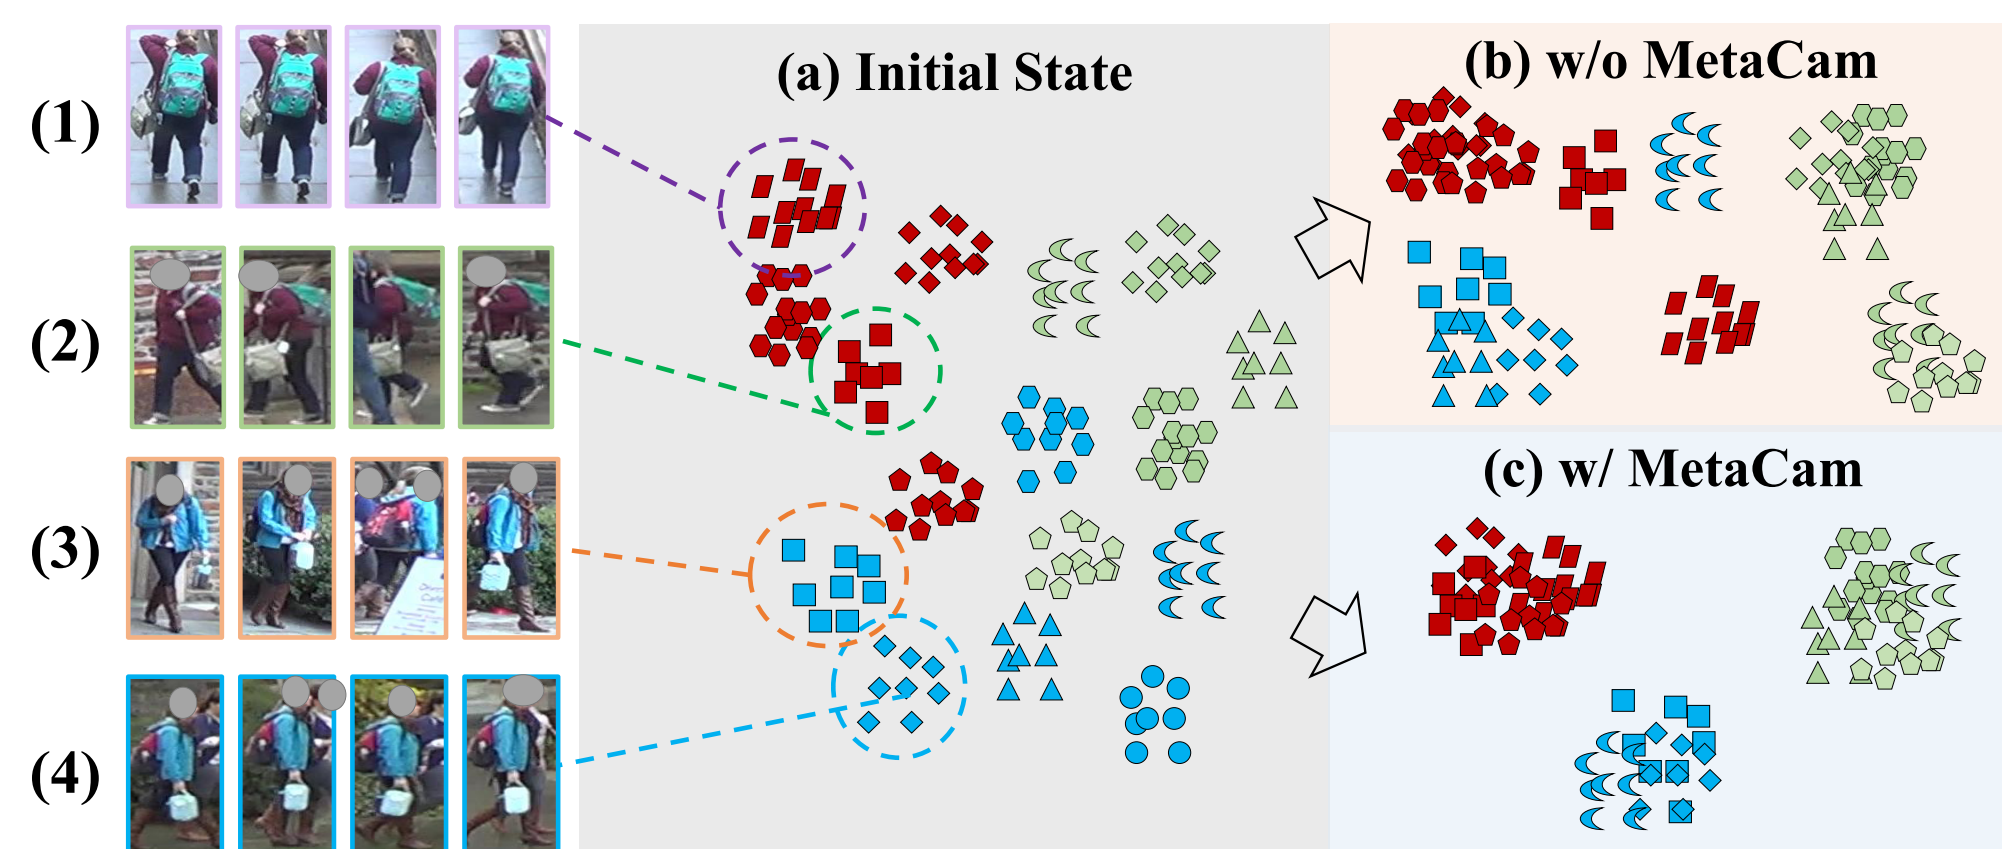 (a) Initial State
(b) w/o MetaCam
(c) w/ MetaCam
(1)
(2)
(3)
(4)